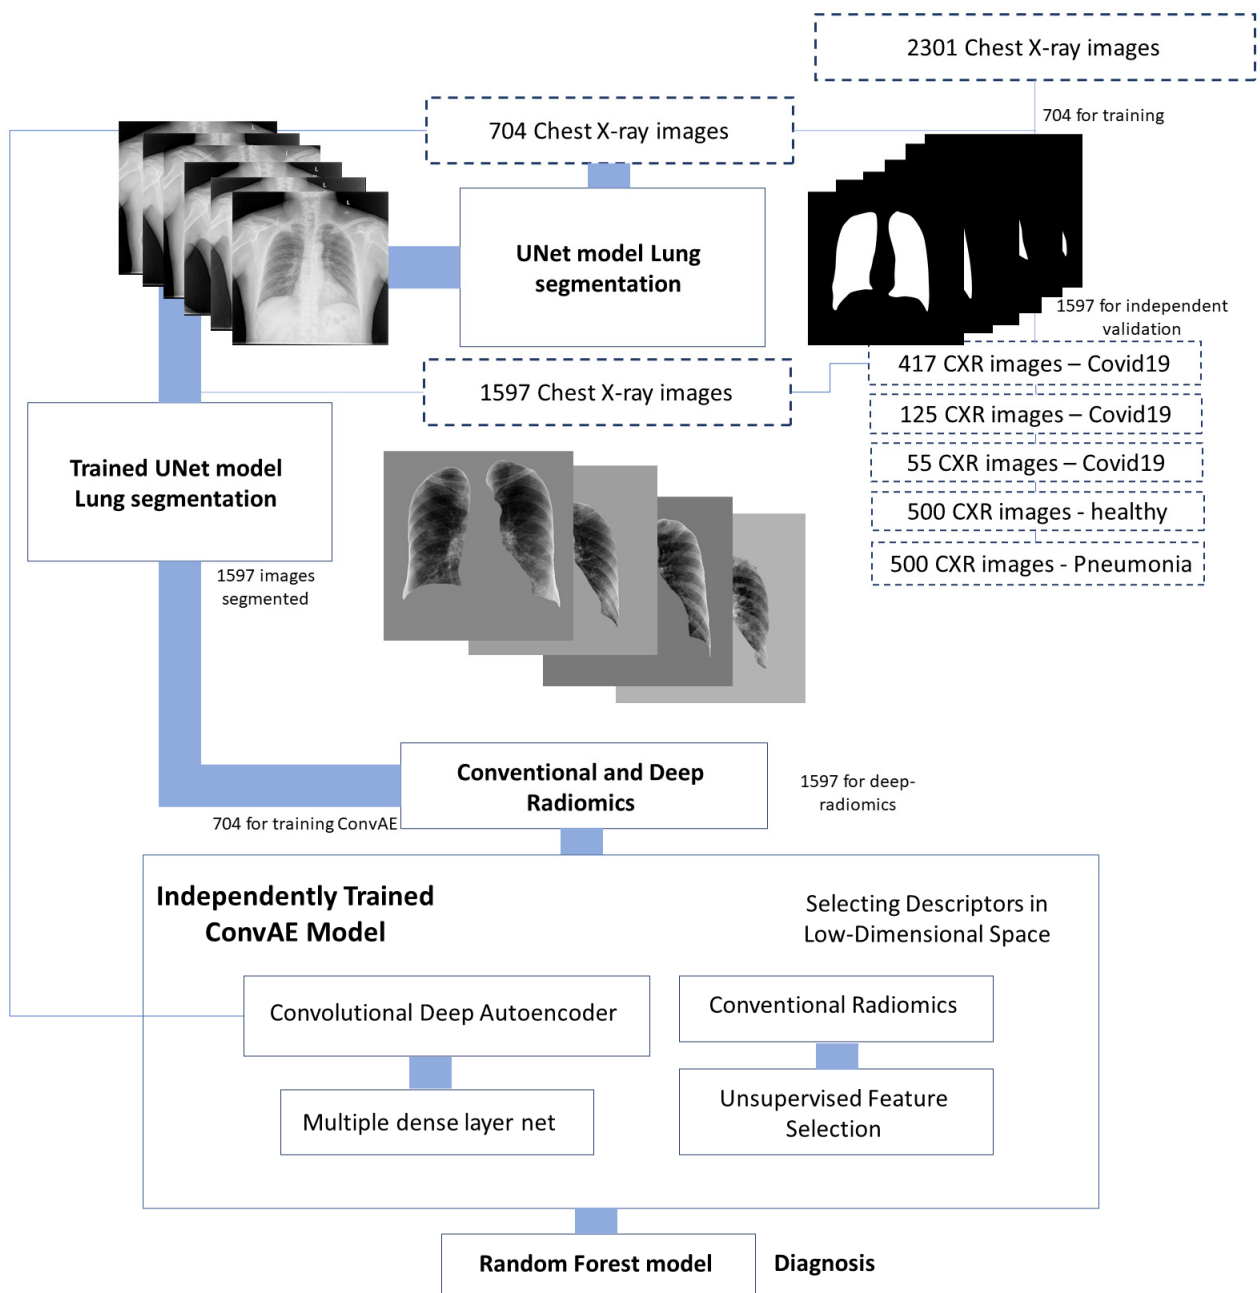 2301 Chest X-ray images
704 for training
704 Chest X-ray images
L
L
UNet model Lung
segmentation
1597 for independent
validation
417 CXR images – Covid19
125 CXR images – Covid19
55 CXR images – Covid19
500 CXR images - healthy
500 CXR images - Pneumonia
1597 Chest X-ray images
Trained UNet model
Lung segmentation
1597 images
segmented
Conventional and Deep
Radiomics
1597 for deep-
radiomics
704 for training ConvAE
Independently Trained
ConvAE Model
Selecting Descriptors in
Low-Dimensional Space
Convolutional Deep Autoencoder
Multiple dense layer net
Conventional Radiomics
Unsupervised Feature
Selection
Random Forest model
Diagnosis